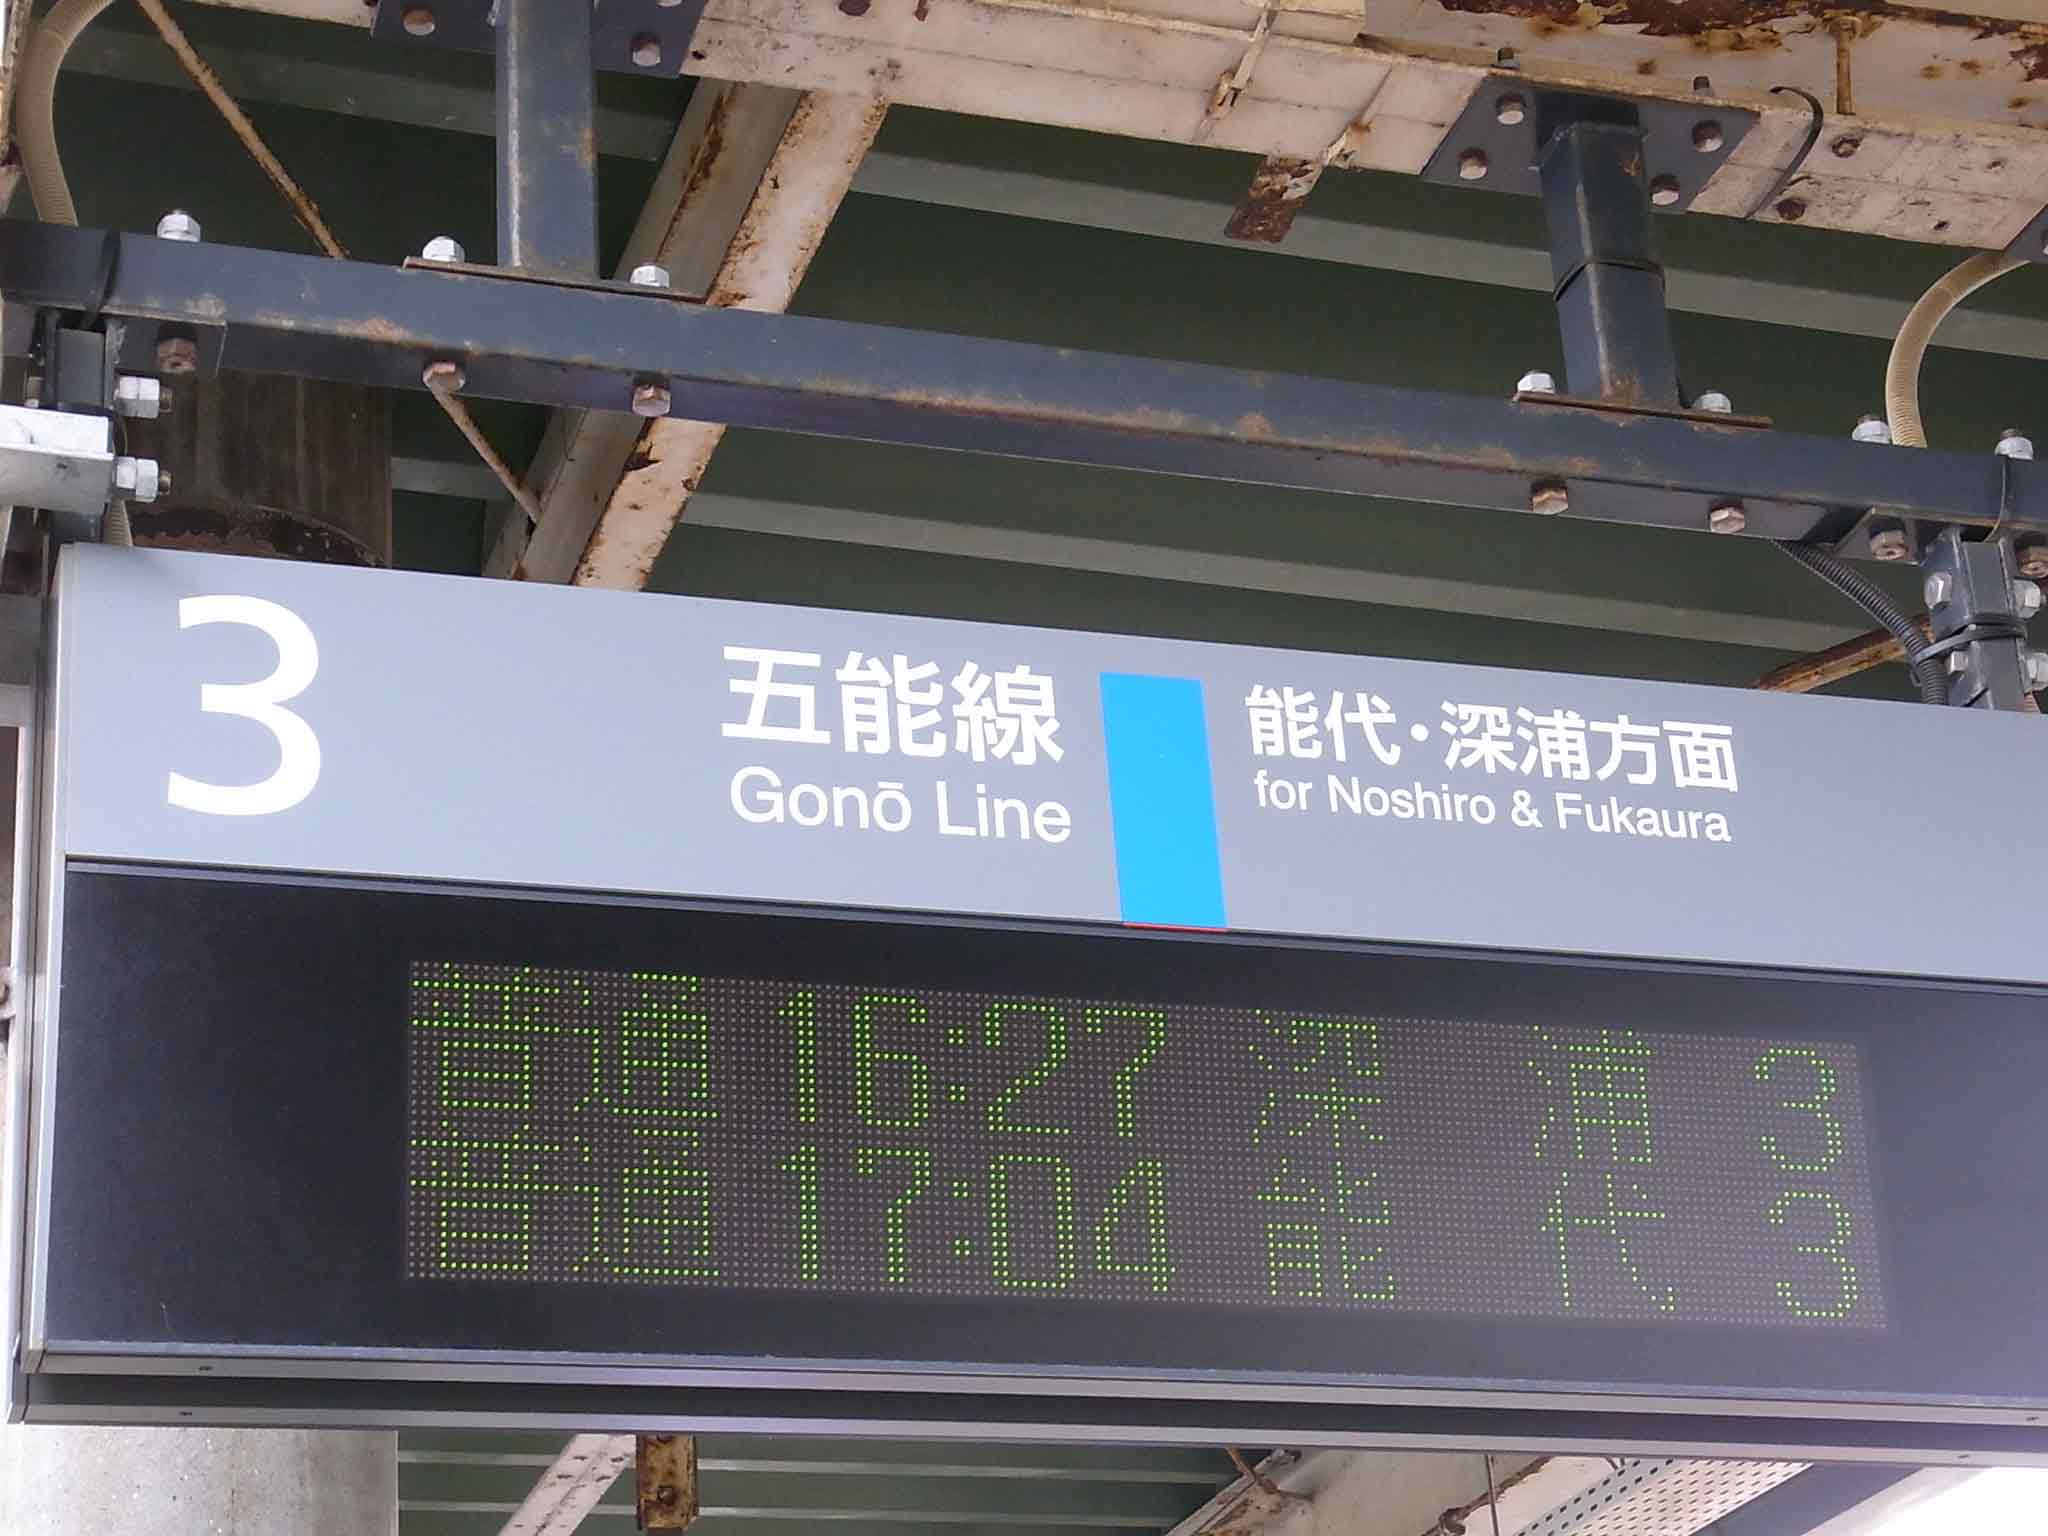 3
五能線
Gonō Line
能代・深浦方面
for Noshiro & Fukaura
普通 16:27 深 浦 3
普通 17:04 能 代 3